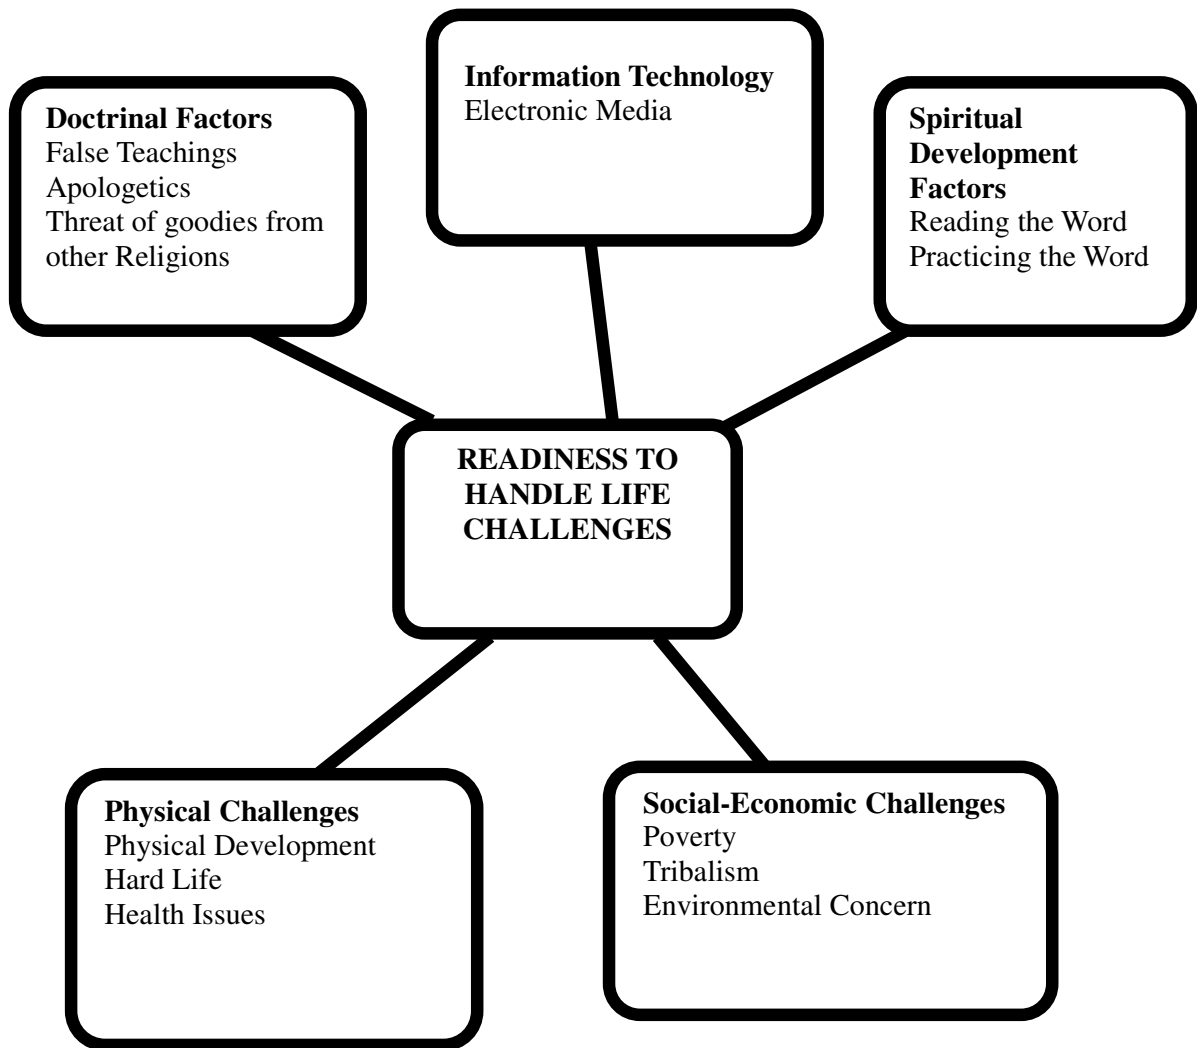 Information Technology
Electronic Media
Doctrinal Factors
False Teachings
Apologetics
Threat of goodies from
other Religions
Spiritual
Development
Factors
Reading the Word
Practicing the Word
READINESS TO
HANDLE LIFE
CHALLENGES
Physical Challenges
Physical Development
Hard Life
Health Issues
Social-Economic Challenges
Poverty
Tribalism
Environmental Concern